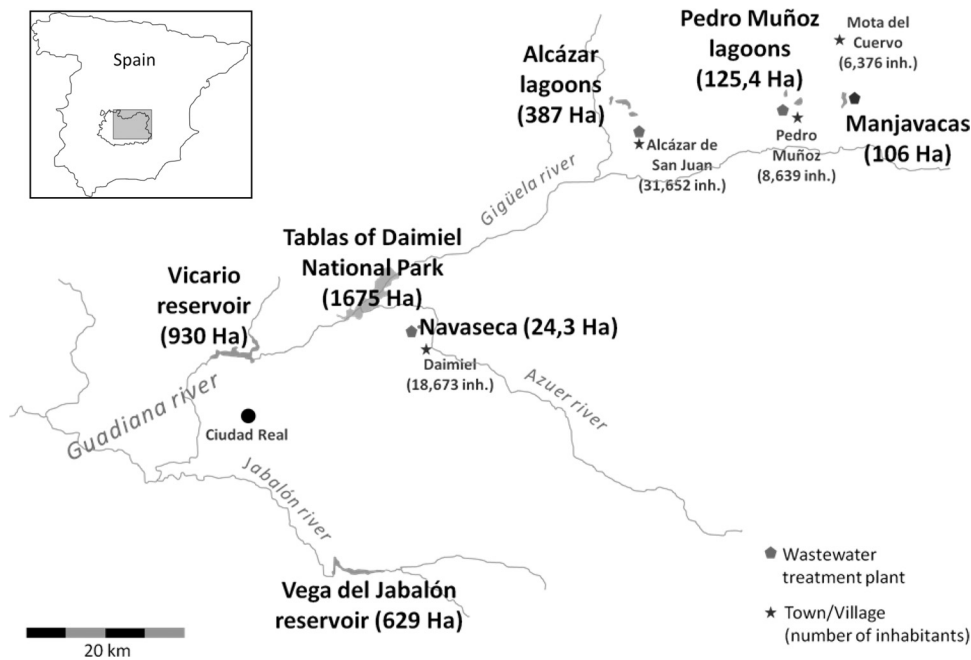 Spain
Alcázar
lagoons
(387 Ha)
Pedro Muñoz
lagoons
(125,4 Ha)
Mota del
Cuervo
(6,376 inh.)
Manjavacas
(106 Ha)
Pedro
Muñoz
(8,639 inh.)
Alcázar de
San Juan
(31,652 inh.)
Gigüela river
Tablas of Daimiel
National Park
(1675 Ha)
Vicario
reservoir
(930 Ha)
Navaseca (24,3 Ha)
Daimiel
(18,673 inh.)
Azuer river
Guadiana river
Ciudad Real
Jabalón river
Vega del Jabalón
reservoir (629 Ha)
Wastewater
treatment plant
Town/Village
(number of inhabitants)
20 km